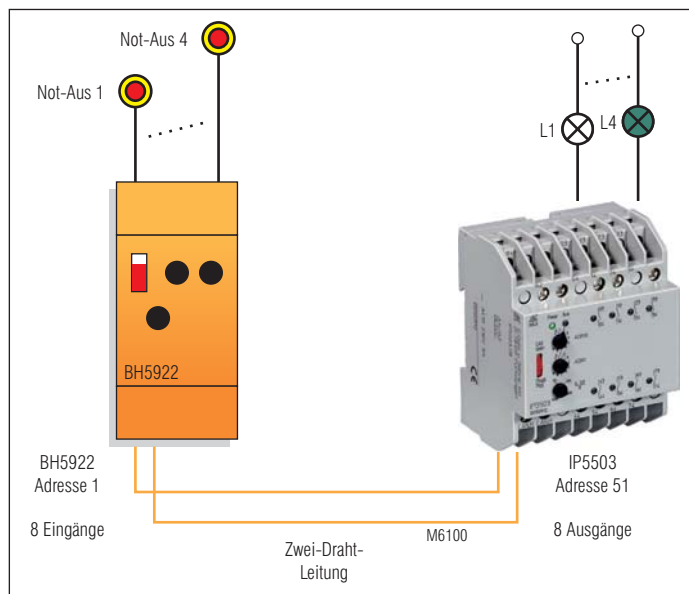 Not-Aus 4
Not-Aus 1
L1
L4
BH5922
BH5922
Adresse 1
8 Eingänge
Zwei-Draht-
Leitung
M6100
IP5503
IP5503
Adresse 51
8 Ausgänge